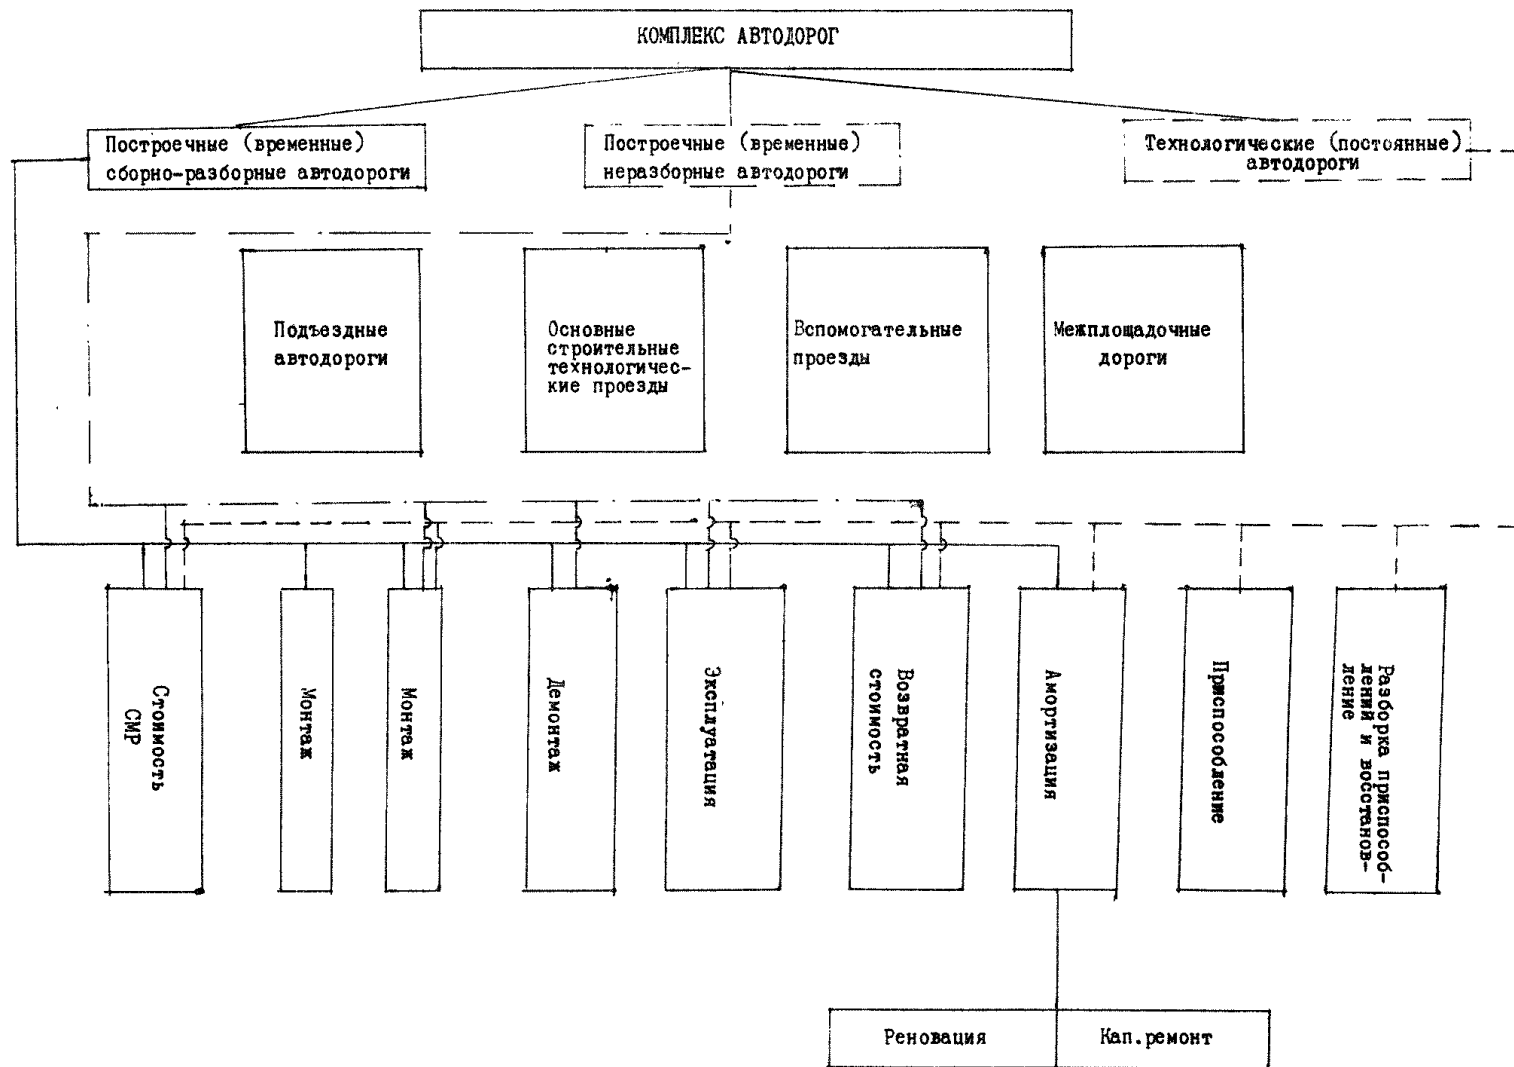 КОМПЛЕКС АВТОДОРОГ
Построечные (временные)
сборно-разборные автодороги
Построечные (временные)
неразборные автодороги
Технологические (постоянные)
автодороги
Подъездные
автодороги
Основные
строительные
технологичес-
кие проезды
Вспомогательные
проезды
Межплощадочные
дороги
Стоимость
СМР
Монтаж
Монтаж
Демонтаж
Эксплуатация
Возвратная
стоимость
Амортизация
Приспособление
Разборка приспособ-
лений и восстанов-
ление
Реновация
Кап.ремонт